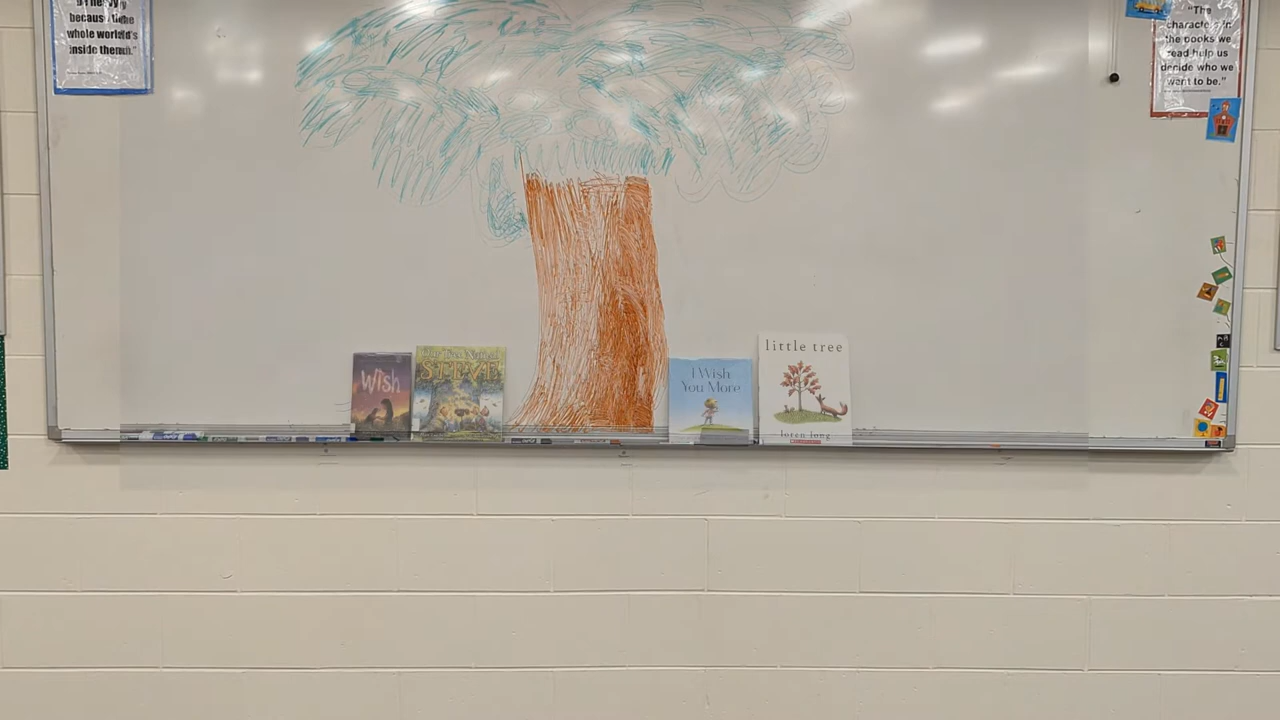 because the
whole world's
inside them."
"The
characters in
the books we
read help us
decide who we
want to be."
Wish
The Tree Named
STEVE
I Wish
You More
little tree
loren long